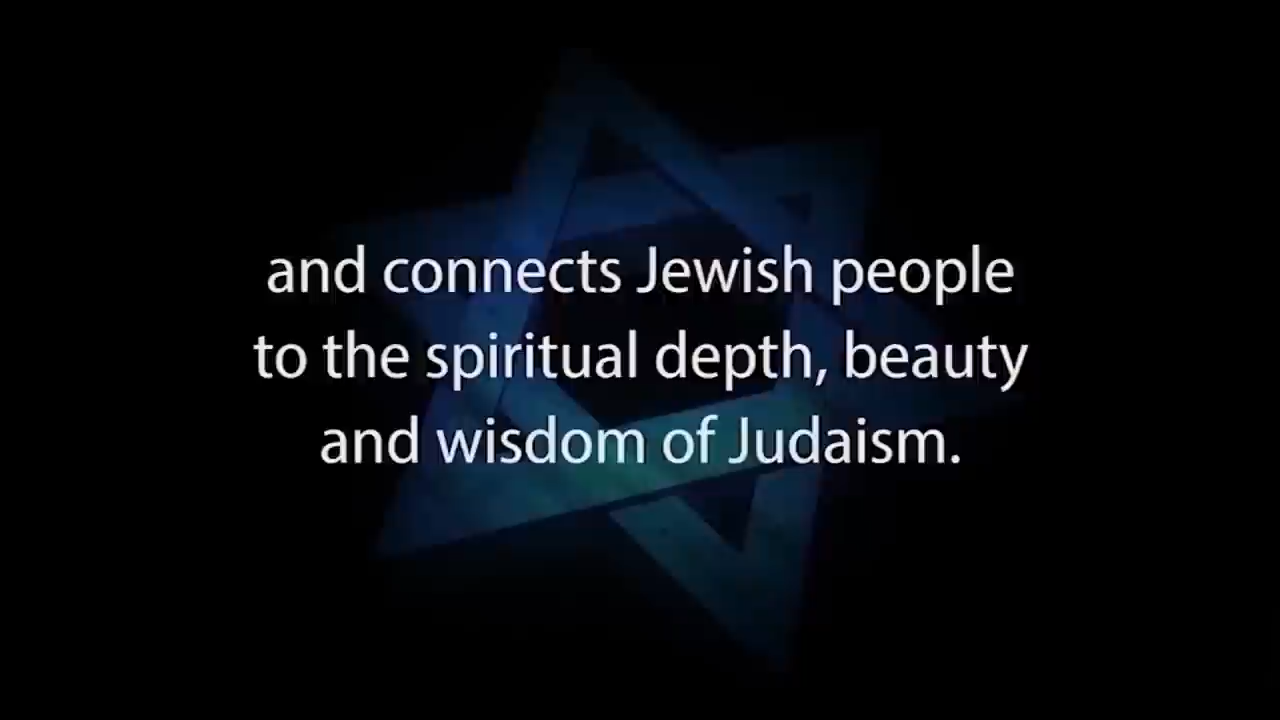 and connects Jewish people
to the spiritual depth, beauty
and wisdom of Judaism.